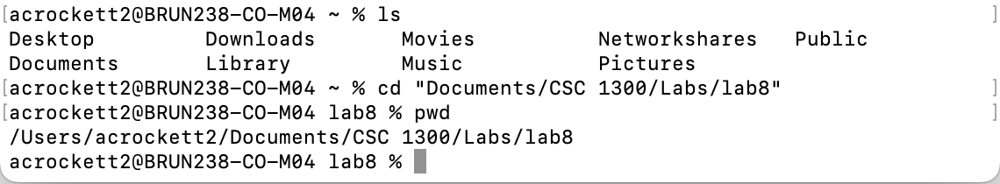 [acrockett2@BRUN238-CO-M04 ~ % ls ]
Desktop Downloads Movies Networkshares Public
Documents Library Music Pictures
[acrockett2@BRUN238-CO-M04 ~ % cd "Documents/CSC 1300/Labs/lab8" ]
[acrockett2@BRUN238-CO-M04 lab8 % pwd ]
/Users/acrockett2/Documents/CSC 1300/Labs/lab8
acrockett2@BRUN238-CO-M04 lab8 %